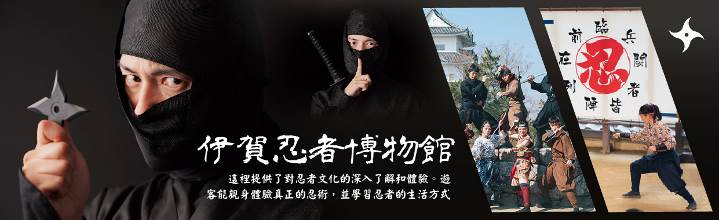 伊賀忍者博物館
這裡提供了對忍者文化的深入了解和體驗。遊
客能親身體驗真正的忍術，並學習忍者的生活方式
臨兵闘者皆陣列在前
忍